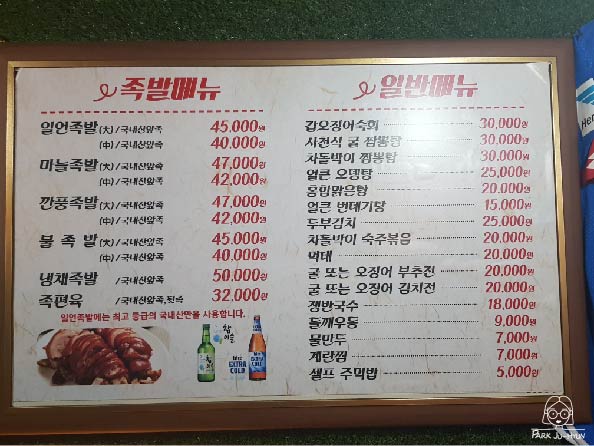 족발메뉴
일언족발(大)/국내산앞족 45,000원
(中)/국내산앞족 40,000원
마늘족발(大)/국내산앞족 47,000원
(中)/국내산앞족 42,000원
깐풍족발(大)/국내산앞족 47,000원
(中)/국내산앞족 42,000원
불 족 발(大)/국내산앞족 45,000원
(中)/국내산앞족 40,000원
냉채족발 /국내산앞족 50,000원
족편육 /국내산앞족, 32,000원
일언족발에는 최고 등급의 국내산만을 사용합니다.
EXTRA
COLD
EXTRA
COLD
일반메뉴
갑오징어숙회 30,000원
사천식 굴 짬뽕탕 30,000원
차돌박이 짬뽕탕 30,000원
얼큰 오뎅탕 25,000원
홍합맑은탕 20,000원
얼큰 번데기탕 15,000원
두부김치 25,000원
차돌박이 숙주볶음 20,000원
먹태 20,000원
굴 또는 오징어 부추전 20,000원
굴 또는 오징어 김치전 20,000원
쟁반국수 18,000원
들깨우동 9,000원
물만두 7,000원
계란찜 7,000원
셀프 주먹밥 5,000원
PARK JU-HYUN